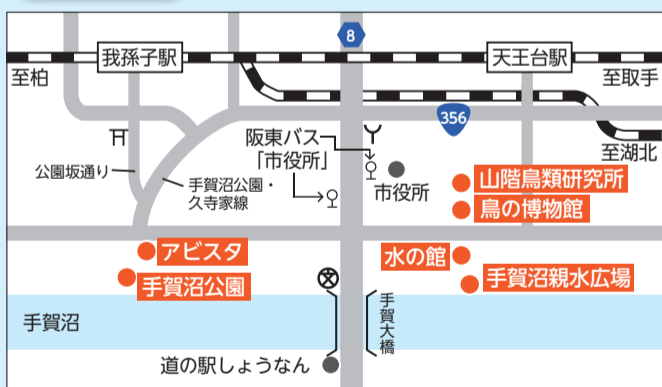 8
我孫子駅
天王台駅
至柏
至取手
356
阪東バス
「市役所」
至湖北
公園坂通り
手賀沼公園・
久寺家線
市役所
山階鳥類研究所
鳥の博物館
アビスタ
水の館
手賀沼公園
手賀沼親水広場
手賀沼
手賀大橋
道の駅しょうなん